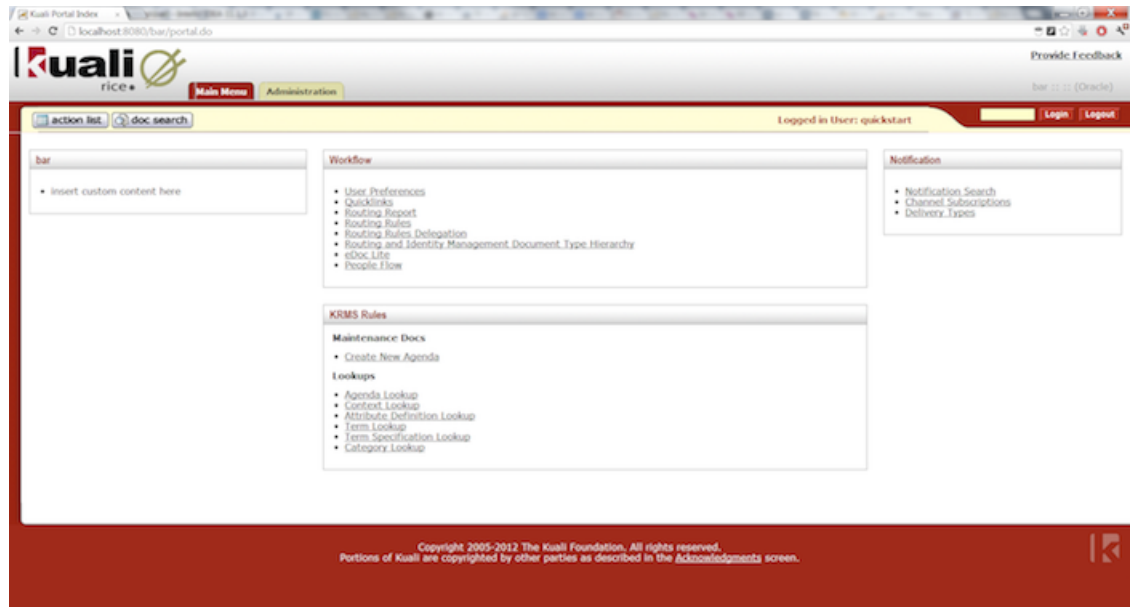 Kuali Portal Index
localhost:8080/bar/portal.do
kuali
rice
Provide Feedback
Main Menu
Administration
bar :: :: (Oracle)
action list
doc search
Logged in User: quickstart
Login
Logout
bar
insert custom content here
Workflow
User Preferences
Quicklinks
Routing Report
Routing Rules
Routing Rules Delegation
Routing and Identity Management Document Type Hierarchy
eDoc Lite
People Flow
KRMS Rules
Maintenance Docs
Create New Agenda
Lookups
Agenda Lookup
Context Lookup
Attribute Definition Lookup
Term Lookup
Term Specification Lookup
Category Lookup
Notification
Notification Search
Channel Subscriptions
Delivery Types
Copyright 2005-2012 The Kuali Foundation. All rights reserved.
Portions of Kuali are copyrighted by other parties as described in the Acknowledgments screen.